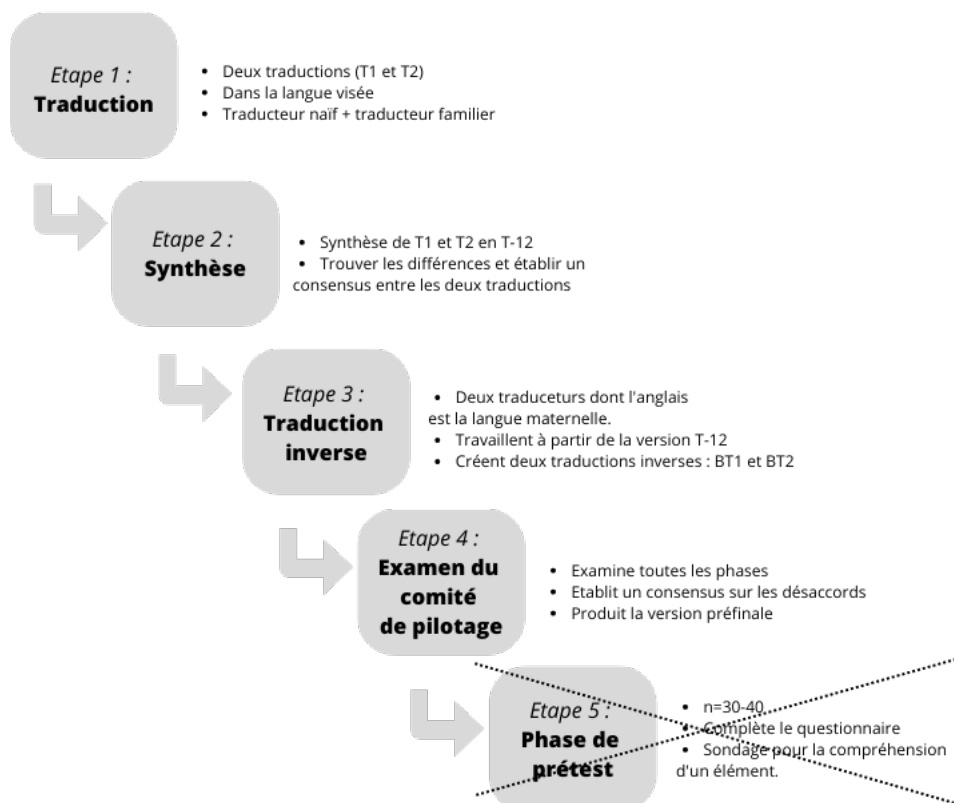 Etape 1 :
Traduction
• Deux traductions (T1 et T2)
• Dans la langue visée
• Traducteur naïf + traducteur familier
Etape 2 :
Synthèse
• Synthèse de T1 et T2 en T-12
• Trouver les différences et établir un
consensus entre les deux traductions
Etape 3 :
Traduction
inverse
• Deux traduceturs dont l'anglais
est la langue maternelle.
• Travaillent à partir de la version T-12
• Créent deux traductions inverses : BT1 et BT2
Etape 4 :
Examen du
comité
de pilotage
• Examine toutes les phases
• Etablit un consensus sur les désaccords
• Produit la version préfinale
Etape 5 :
Phase de
prétest
• n=30-40
• Complète le questionnaire
• Sondage pour la compréhension
d'un élément.